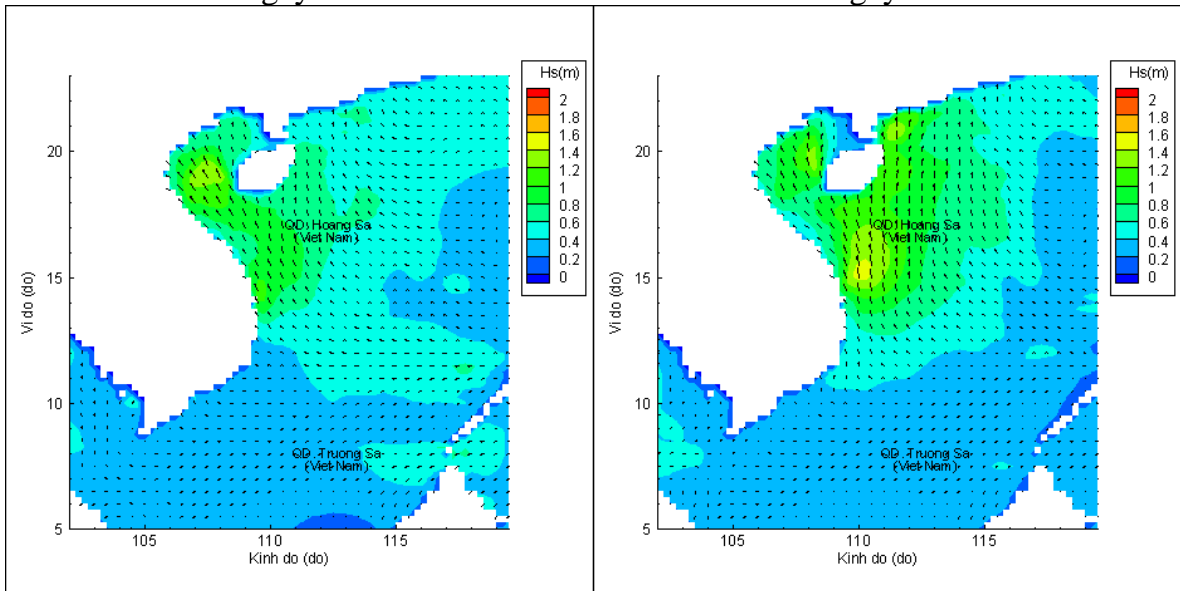 Hs(m)
2
1.8
1.6
1.4
1.2
1
0.8
0.6
0.4
0.2
0
20
15
10
5
Vi do (do)
QD. Hoang Sa
(Viet Nam)
QD. Truong Sa
(Viet Nam)
105
110
115
Kinh do (do)
Hs(m)
2
1.8
1.6
1.4
1.2
1
0.8
0.6
0.4
0.2
0
20
15
10
5
Vi do (do)
QD. Hoang Sa
(Viet Nam)
QD. Truong Sa
(Viet Nam)
105
110
115
Kinh do (do)